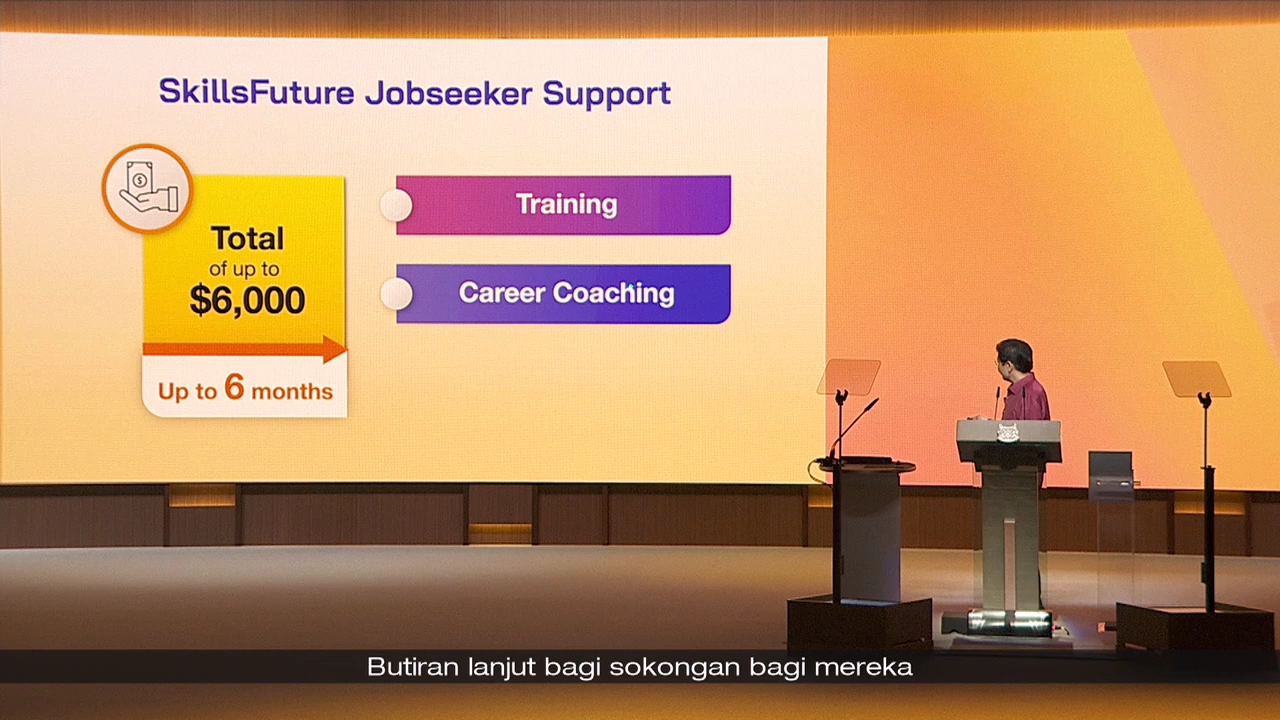 SkillsFuture Jobseeker Support
Total
of up to
$6,000
Up to 6 months
Training
Career Coaching
Butiran lanjut bagi sokongan bagi mereka